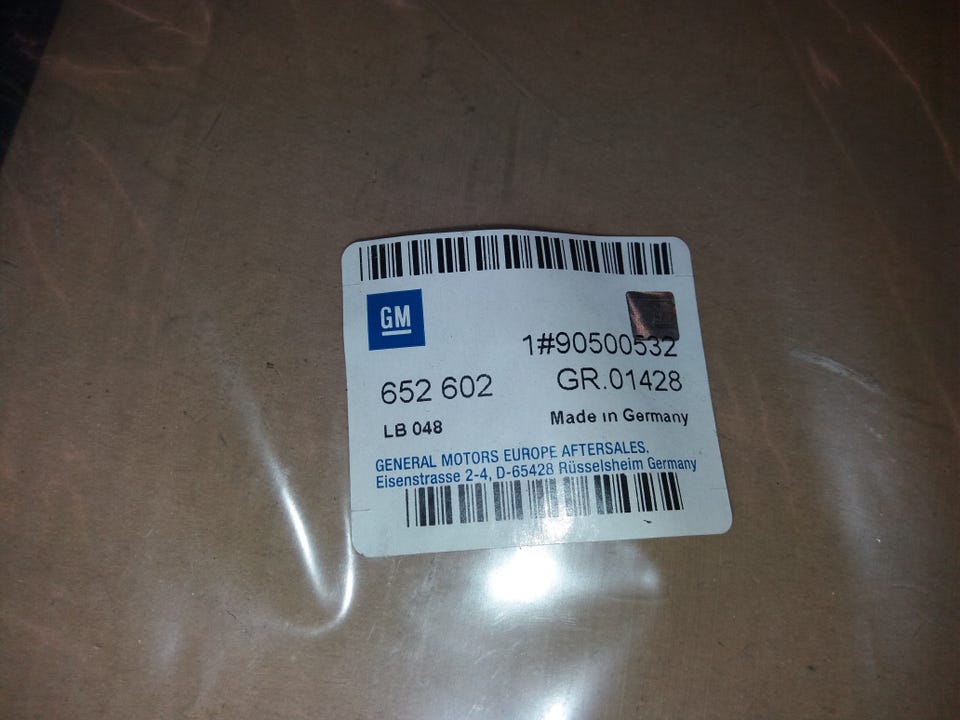 GM
1#90500532
652 602 GR.01428
LB 048 Made in Germany
GENERAL MOTORS EUROPE AFTERSALES.
Eisenstrasse 2-4, D-65428 Rüsselsheim Germany